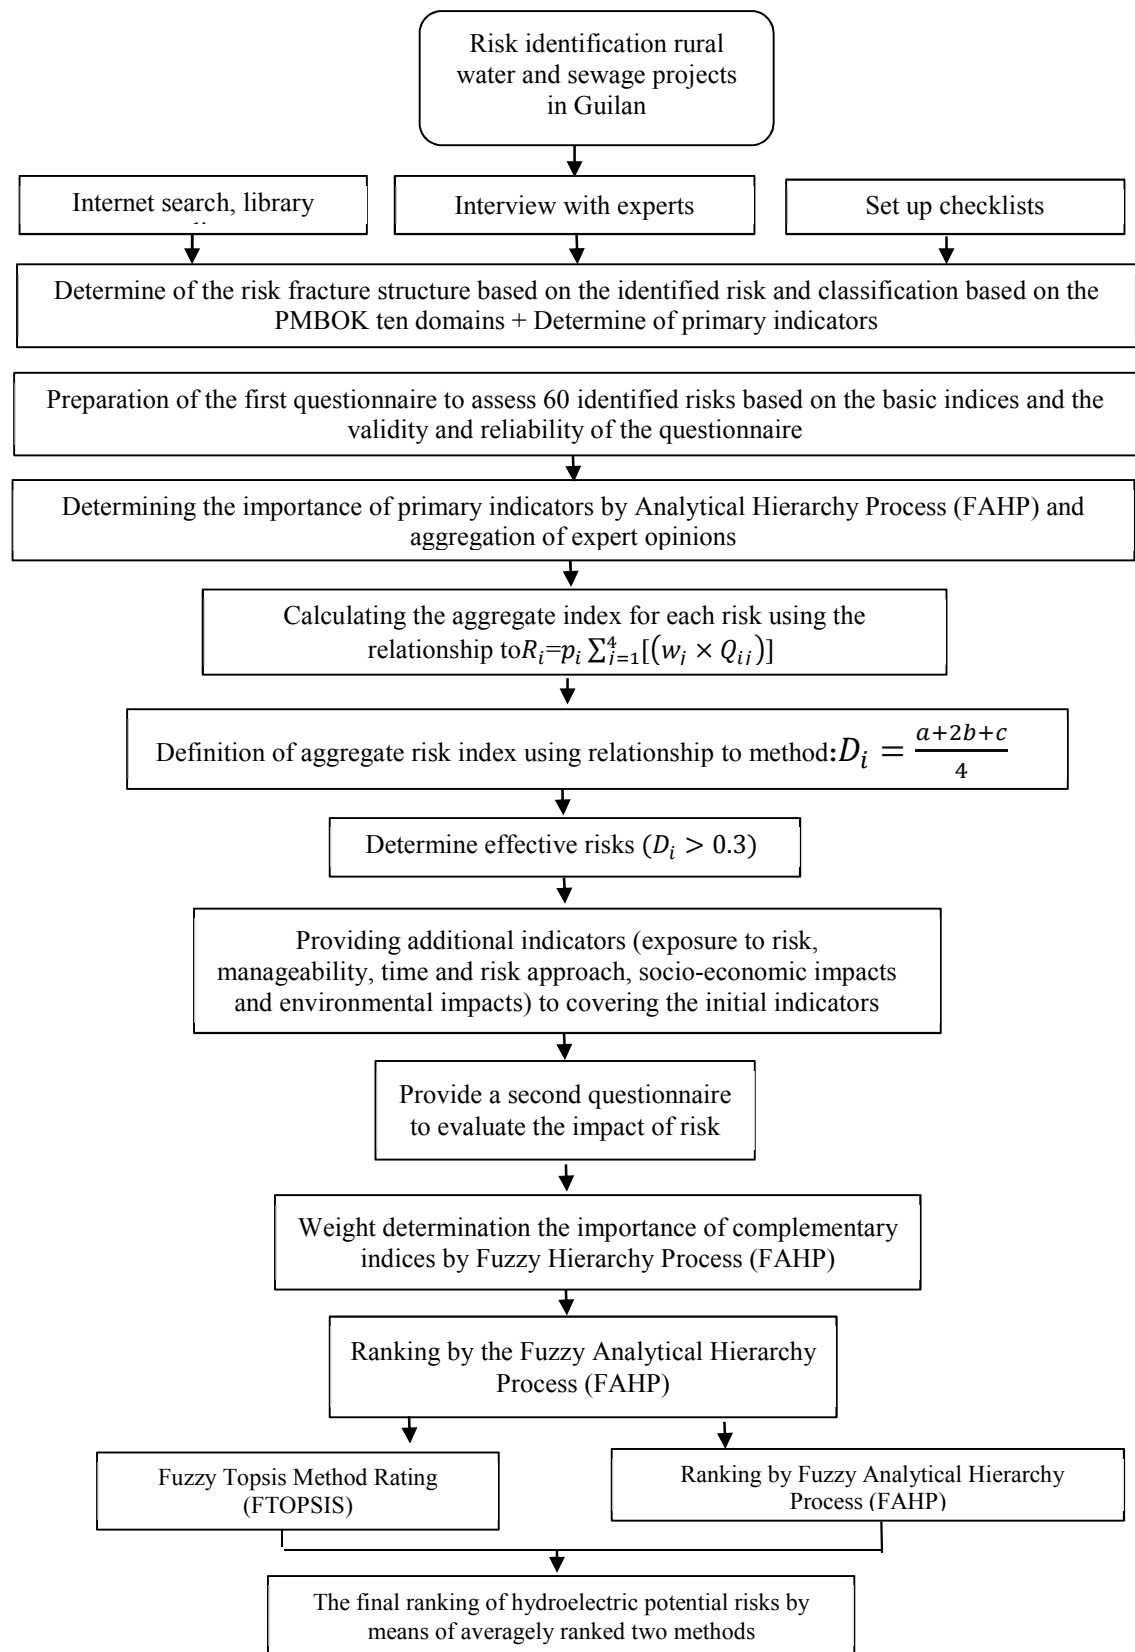 Risk identification rural
water and sewage projects
in Guilan
Internet search, library
Interview with experts
Set up checklists
Determine of the risk fracture structure based on the identified risk and classification based on the
PMBOK ten domains + Determine of primary indicators
Preparation of the first questionnaire to assess 60 identified risks based on the basic indices and the
validity and reliability of the questionnaire
Determining the importance of primary indicators by Analytical Hierarchy Process (FAHP) and
aggregation of expert opinions
Calculating the aggregate index for each risk using the
relationship to$R_i = p_i \sum_{j=1}^{4}[(w_j \times Q_{ij})]$
Definition of aggregate risk index using relationship to method:$D_i = \frac{a+2b+c}{4}$
Determine effective risks ($D_i > 0.3$)
Providing additional indicators (exposure to risk,
manageability, time and risk approach, socio-economic impacts
and environmental impacts) to covering the initial indicators
Provide a second questionnaire
to evaluate the impact of risk
Weight determination the importance of complementary
indices by Fuzzy Hierarchy Process (FAHP)
Ranking by the Fuzzy Analytical Hierarchy
Process (FAHP)
Fuzzy Topsis Method Rating
(FTOPSIS)
Ranking by Fuzzy Analytical Hierarchy
Process (FAHP)
The final ranking of hydroelectric potential risks by
means of averagely ranked two methods